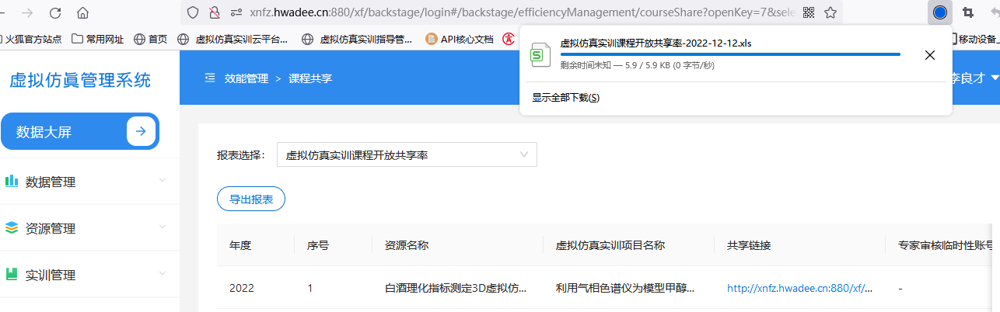 xnfz.hwadee.cn:880/xf/backstage/login#/backstage/efficiencyManagement/courseShare?openKey=7&sele
火狐官方站点 常用网址 首页 虚拟仿真实训云平台... 虚拟仿真实训指导管... API核心文档 移动设备上
虚拟仿真实训课程开放共享率-2022-12-12.xls
剩余时间未知 — 5.9 / 5.9 KB (0 字节/秒)
显示全部下载(S)
虚拟仿真管理系统
效能管理 > 课程共享
李良才
数据大屏
报表选择: 虚拟仿真实训课程开放共享率
数据管理
导出报表
资源管理
年度 序号 资源名称 虚拟仿真实训项目名称 共享链接 专家审核临时性账号
实训管理
2022 1 白酒理化指标测定3D虚拟仿... 利用气相色谱仪为模型甲醇... http://xnfz.hwadee.cn:880/xf/... -